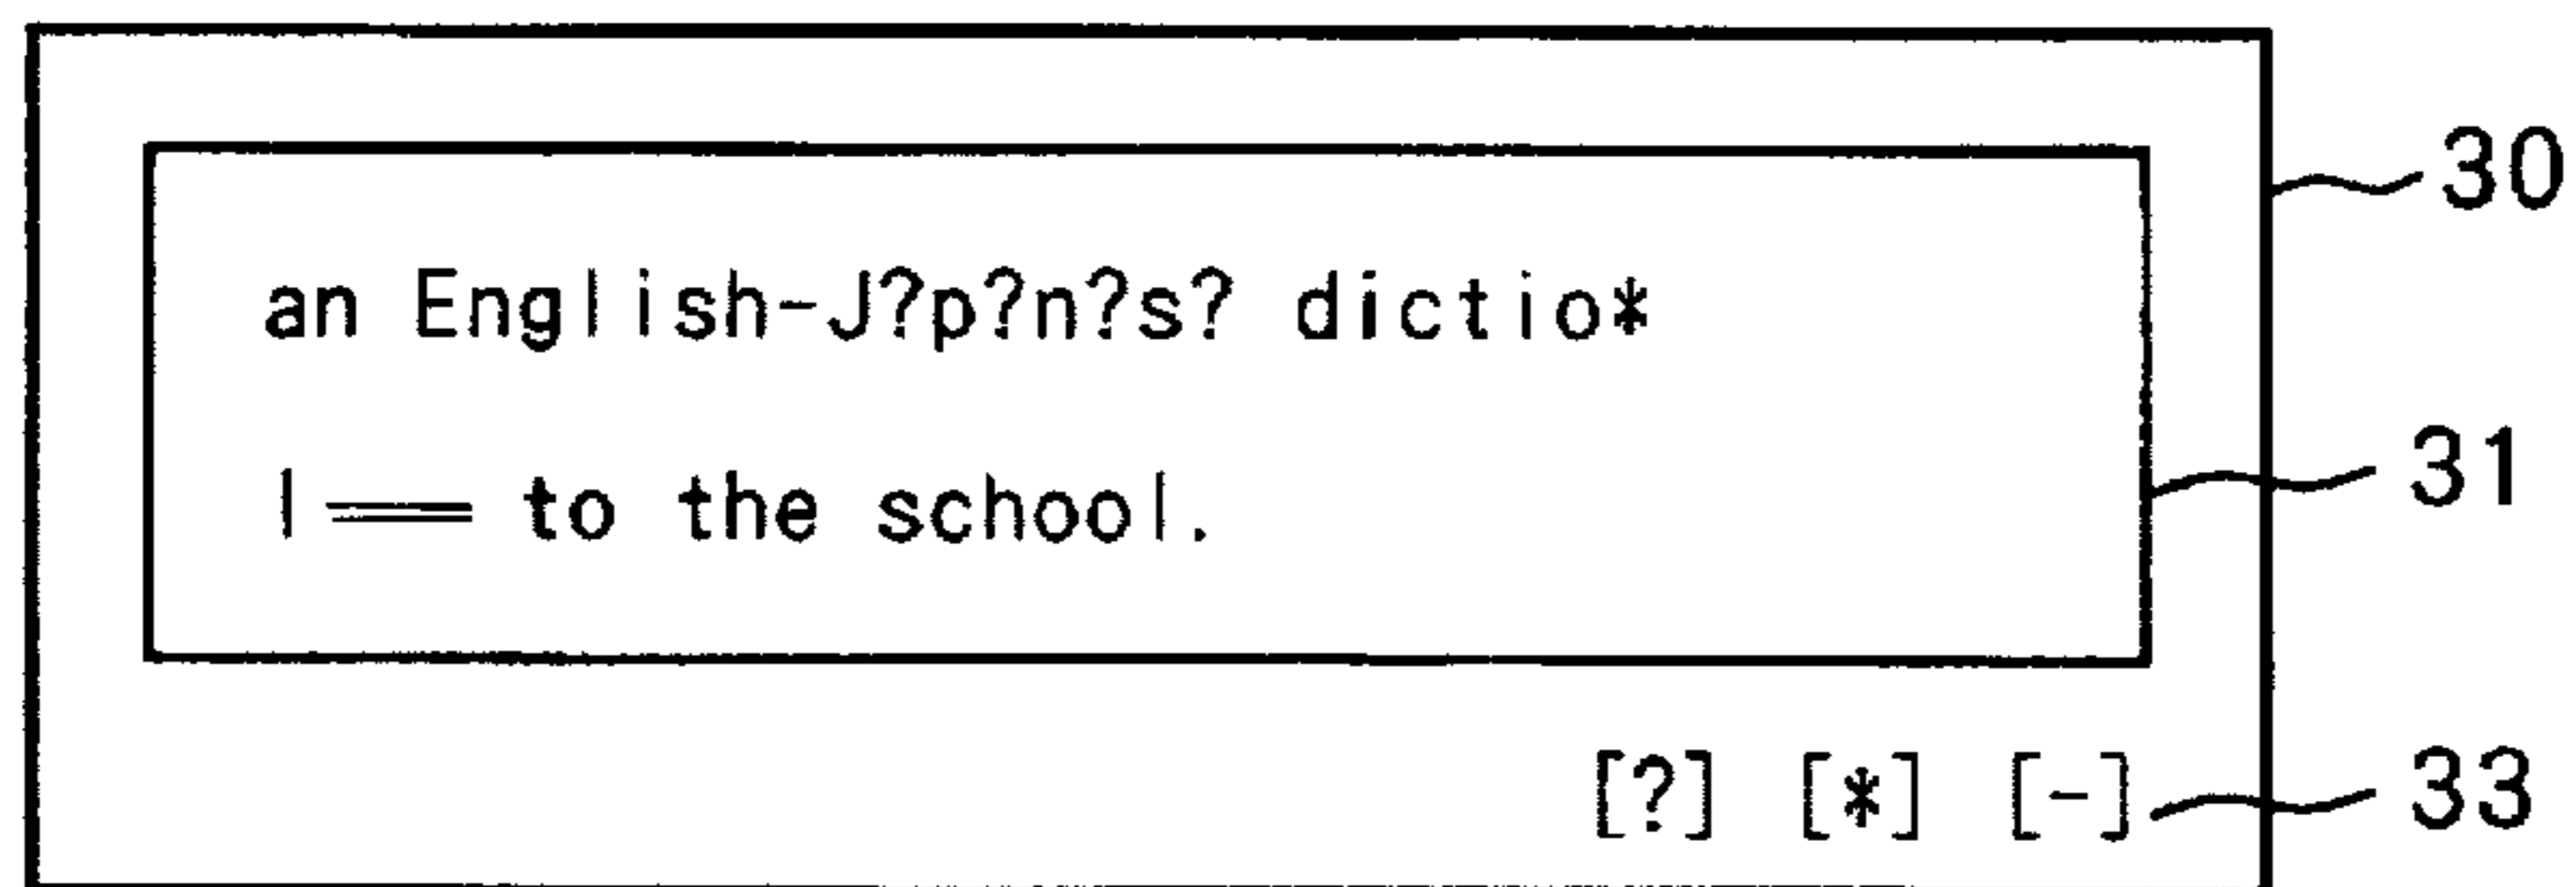 an English-J?p?n?s? dictio*
30
I == to the school.
31
[?] [*] [-]
33